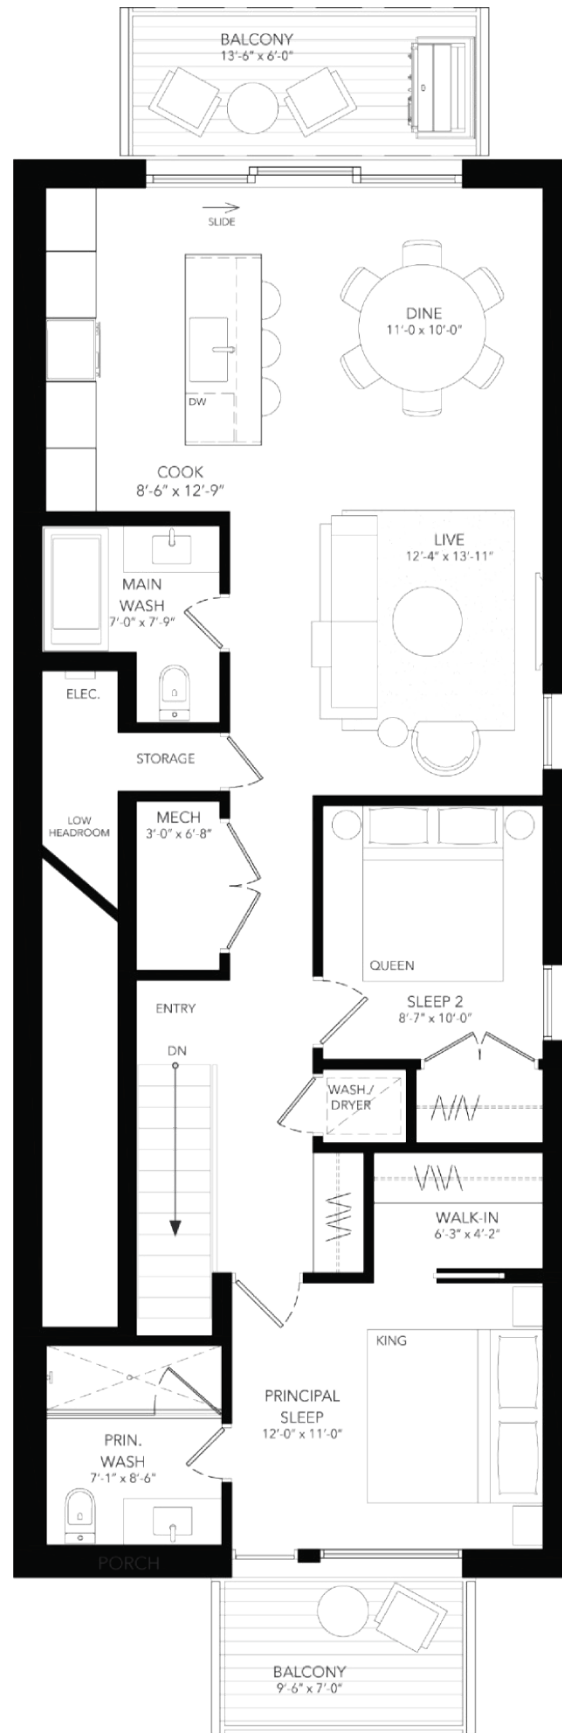 BALCONY
13'-6" x 6'-0"
SLIDE
DINE
11'-0 x 10'-0"
DW
COOK
8'-6" x 12'-9"
LIVE
12'-4" x 13'-11"
MAIN
WASH
7'-0" x 7'-9"
ELEC.
STORAGE
LOW
HEADROOM
MECH
3'-0" x 6'-8"
QUEEN
SLEEP 2
8'-7" x 10'-0"
ENTRY
DN
WASH./
DRYER
WALK-IN
6'-3" x 4'-2"
KING
PRINCIPAL
SLEEP
12'-0" x 11'-0"
PRIN.
WASH
7'-1" x 8'-6"
PORCH
BALCONY
9'-6" x 7'-0"